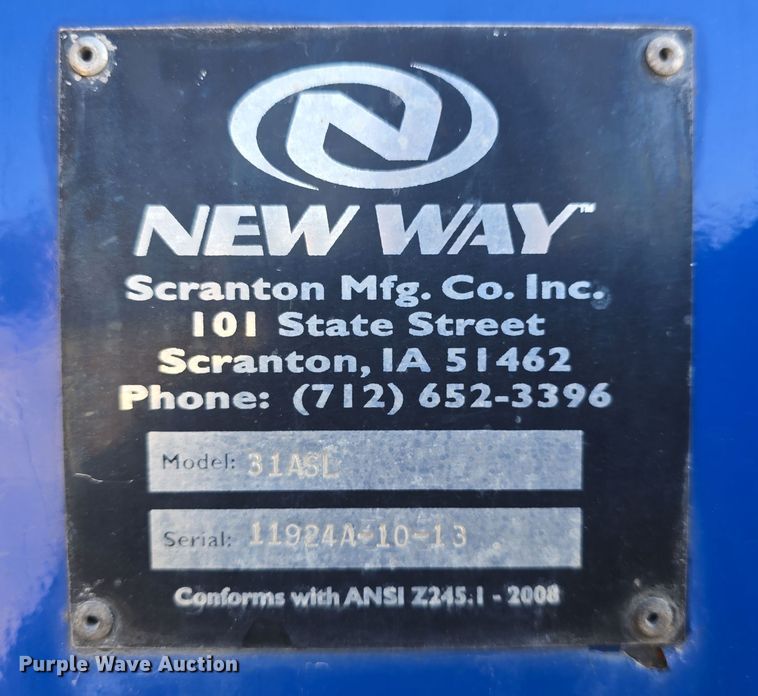 N
NEW WAY™
Scranton Mfg. Co. Inc.
101 State Street
Scranton, IA 51462
Phone: (712) 652-3396
Model: 31ASL
Serial: 11924A-10-13
Conforms with ANSI Z245.1 - 2008
Purple Wave Auction